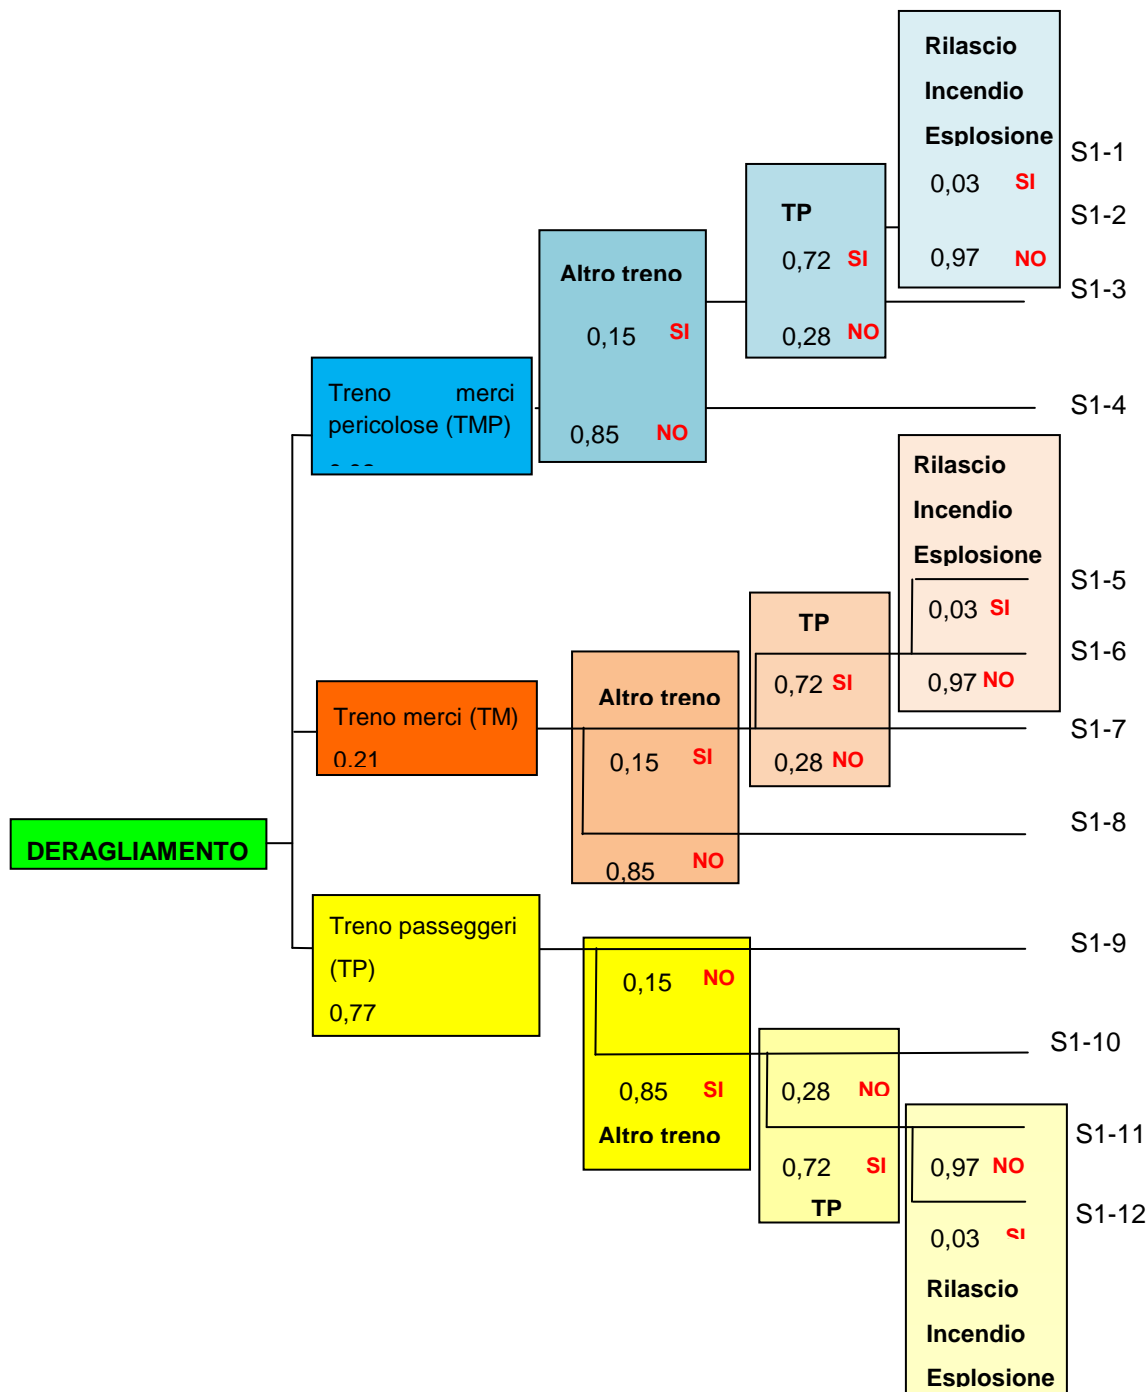 Rilascio
Incendio
Esplosione
S1-1
0,03 SI
S1-2
TP
0,72 SI
0,97 NO
Altro treno
S1-3
0,15 SI
0,28 NO
Treno merci
pericolose (TMP)
S1-4
0,85 NO
Rilascio
Incendio
Esplosione
S1-5
0,03 SI
TP
S1-6
0,72 SI
0,97 NO
Altro treno
Treno merci (TM)
0.21
S1-7
0,15 SI
0,28 NO
S1-8
DERAGLIAMENTO
0,85 NO
Treno passeggeri
(TP)
0,77
S1-9
0,15 NO
S1-10
0,85 SI
0,28 NO
Altro treno
S1-11
0,72 SI
0,97 NO
TP
S1-12
0,03 SI
Rilascio
Incendio
Esplosione